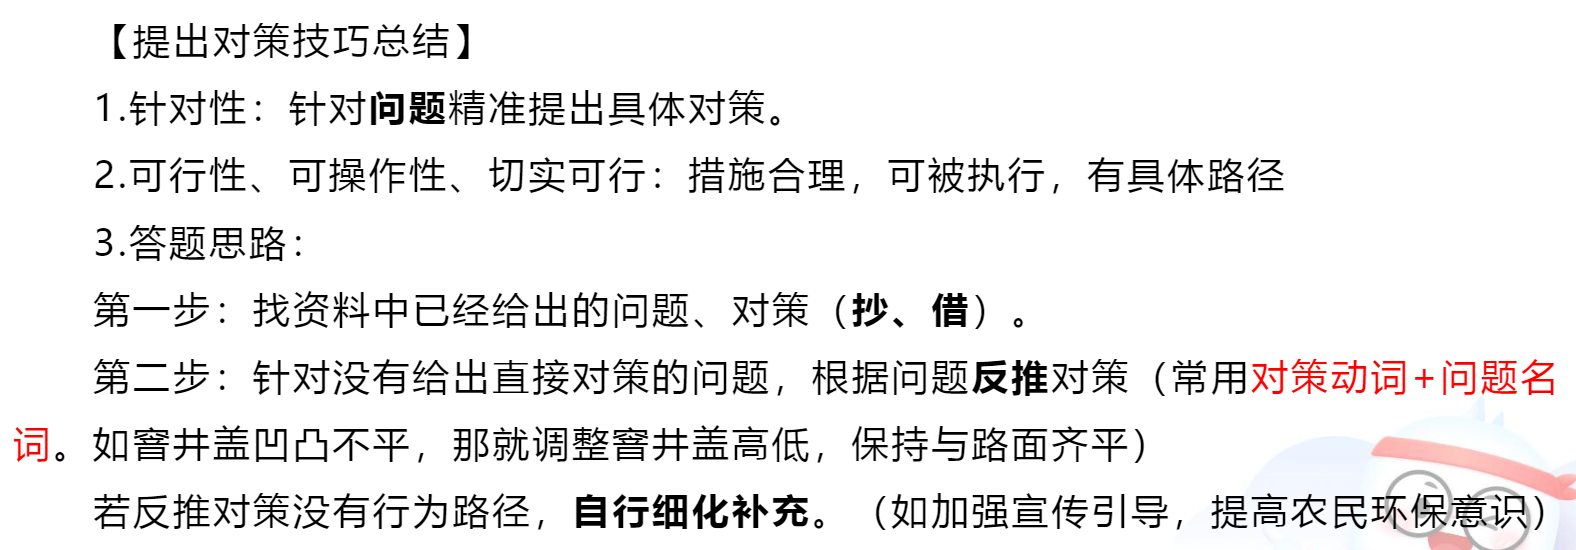 【提出对策技巧总结】
1.针对性：针对问题精准提出具体对策。
2.可行性、可操作性、切实可行：措施合理，可被执行，有具体路径
3.答题思路：
第一步：找资料中已经给出的问题、对策（抄、借）。
第二步：针对没有给出直接对策的问题，根据问题反推对策（常用对策动词+问题名
词。如窨井盖凹凸不平，那就调整窨井盖高低，保持与路面齐平）
若反推对策没有行为路径，自行细化补充。（如加强宣传引导，提高农民环保意识）